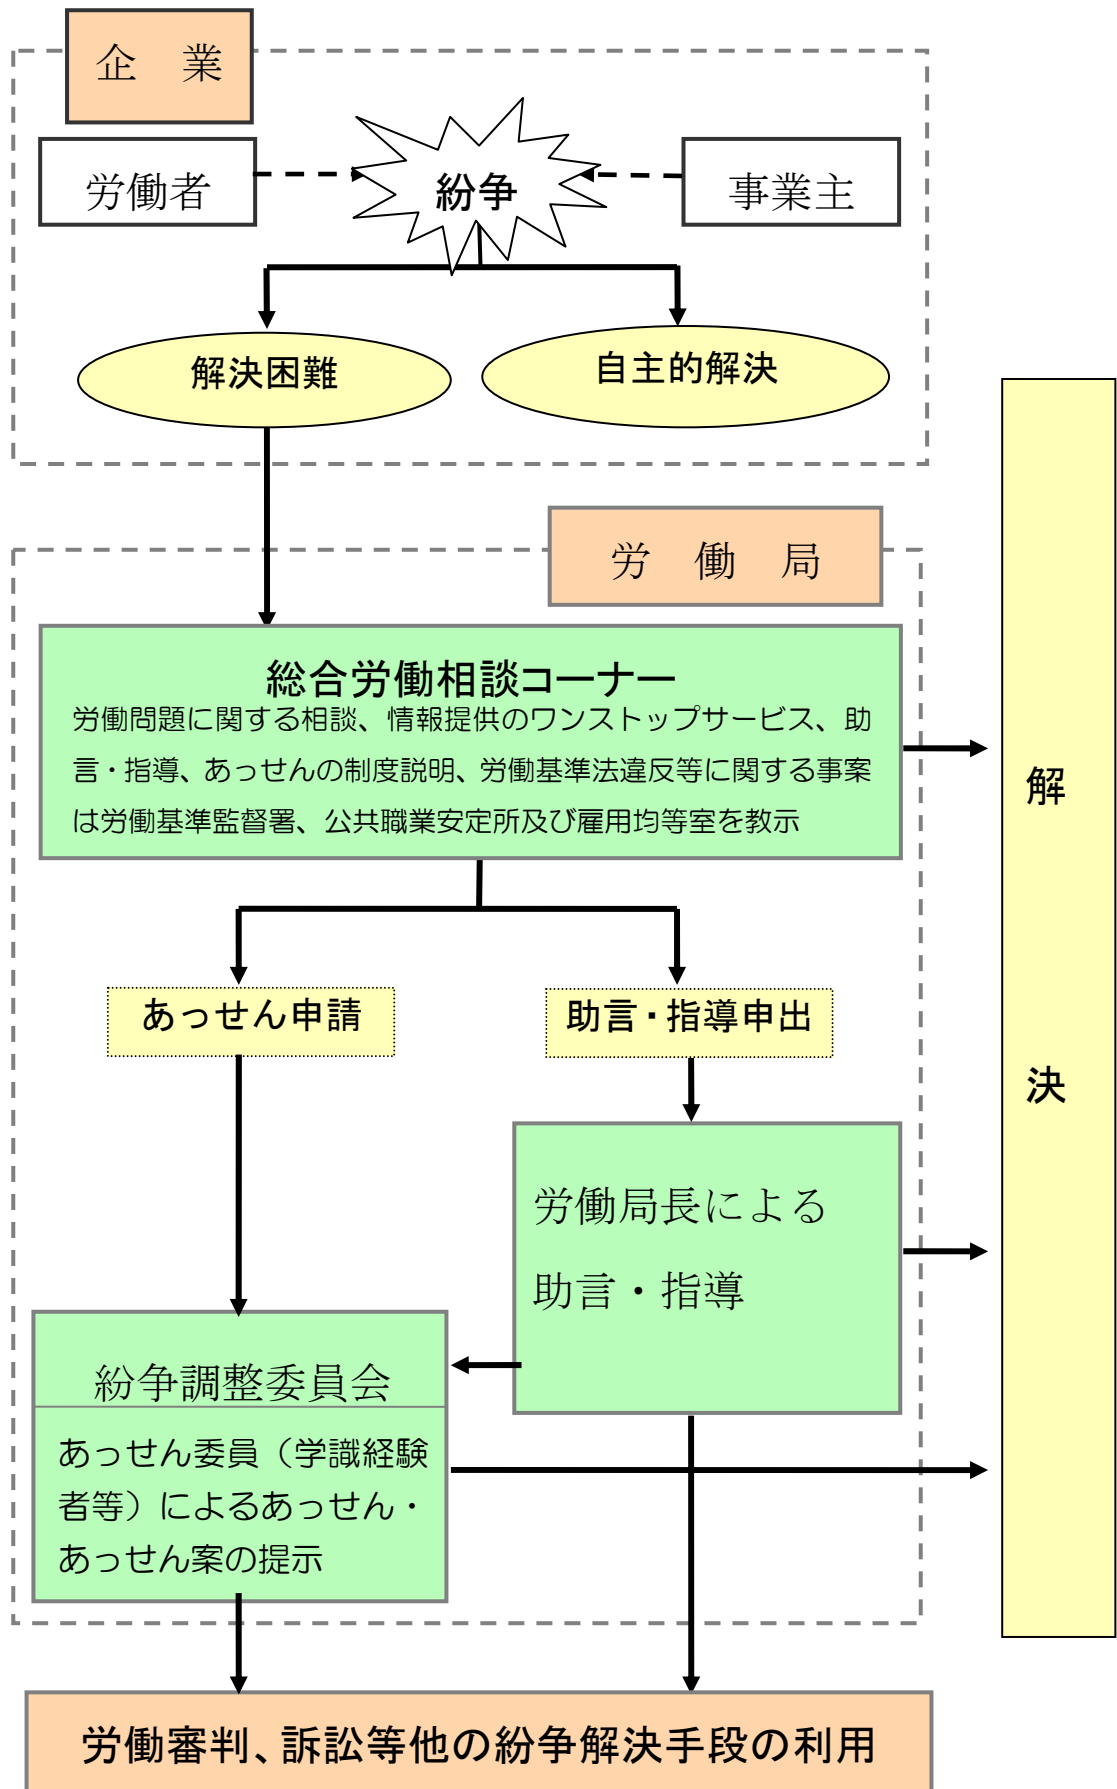 企　業
労働者
紛争
事業主
解決困難
自主的解決
労　働　局
総合労働相談コーナー
労働問題に関する相談、情報提供のワンストップサービス、助
言・指導、あっせんの制度説明、労働基準法違反等に関する事案
は労働基準監督署、公共職業安定所及び雇用均等室を教示
解
決
あっせん申請
助言・指導申出
労働局長による
助言・指導
紛争調整委員会
あっせん委員（学識経験
者等）によるあっせん・
あっせん案の提示
労働審判、訴訟等他の紛争解決手段の利用